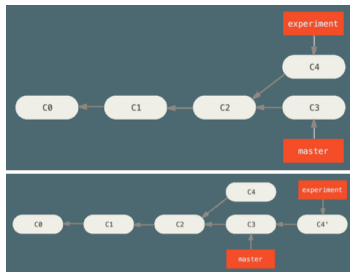 experiment
C4
C0 C1 C2 C3
master
C4 experiment
C0 C1 C2 C3 C4'
master